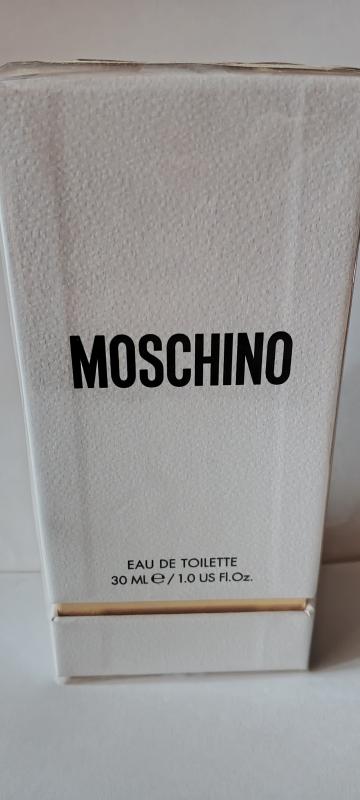 MOSCHINO
EAU DE TOILETTE
30 ML ℮ / 1.0 US Fl.Oz.